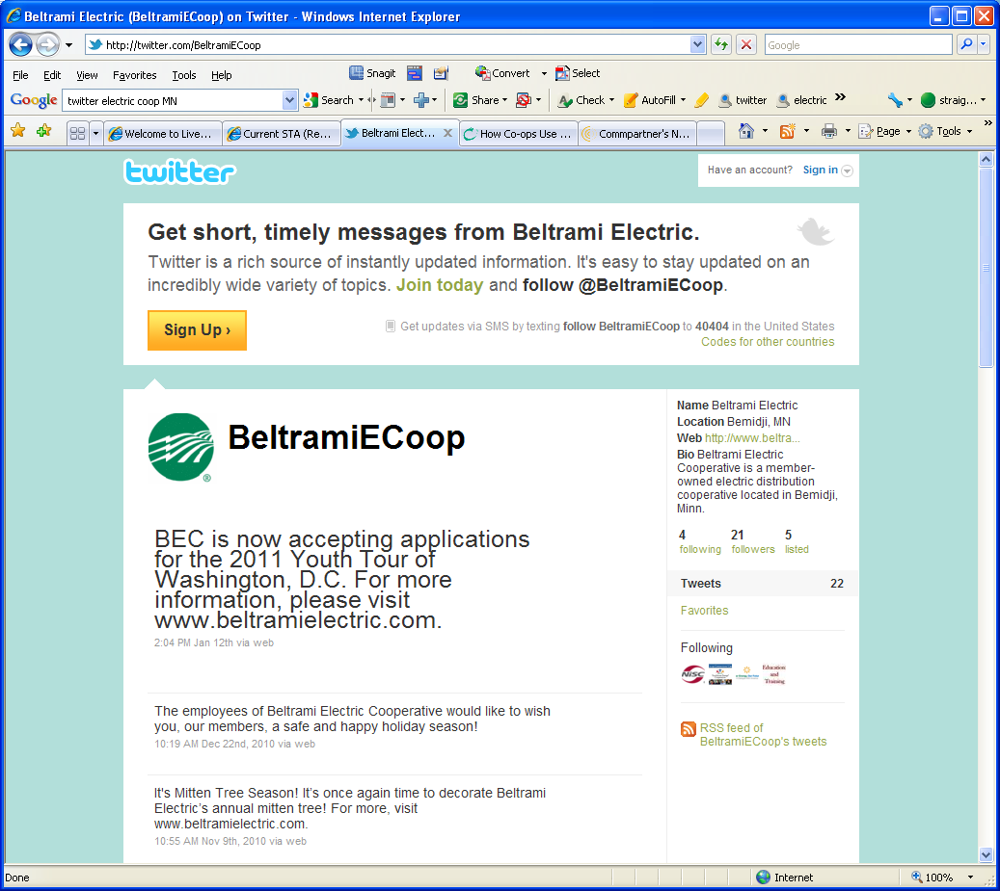 Beltrami Electric (BeltramiECoop) on Twitter - Windows Internet Explorer
http://twitter.com/BeltramiECoop
Google
File Edit View Favorites Tools Help
Snagit Convert Select
Google twitter electric coop MN Search Share Check AutoFill twitter electric » straig...
Welcome to Live... Current STA (Re... Beltrami Elect... How Co-ops Use ... Commpartner's N... Page Tools »
twitter
Have an account? Sign in
Get short, timely messages from Beltrami Electric.
Twitter is a rich source of instantly updated information. It's easy to stay updated on an
incredibly wide variety of topics. Join today and follow @BeltramiECoop.
Sign Up ›
Get updates via SMS by texting follow BeltramiECoop to 40404 in the United States
Codes for other countries
BeltramiECoop
®
BEC is now accepting applications
for the 2011 Youth Tour of
Washington, D.C. For more
information, please visit
www.beltramielectric.com.
2:04 PM Jan 12th via web
The employees of Beltrami Electric Cooperative would like to wish
you, our members, a safe and happy holiday season!
10:19 AM Dec 22nd, 2010 via web
It's Mitten Tree Season! It's once again time to decorate Beltrami
Electric's annual mitten tree! For more, visit
www.beltramielectric.com.
10:55 AM Nov 9th, 2010 via web
Name Beltrami Electric
Location Bemidji, MN
Web http://www.beltra...
Bio Beltrami Electric
Cooperative is a member-
owned electric distribution
cooperative located in Bemidji,
Minn.
4 21 5
following followers listed
Tweets 22
Favorites
Following
NISC
Education
and
Training
RSS feed of
BeltramiECoop's tweets
Done
Internet
100%